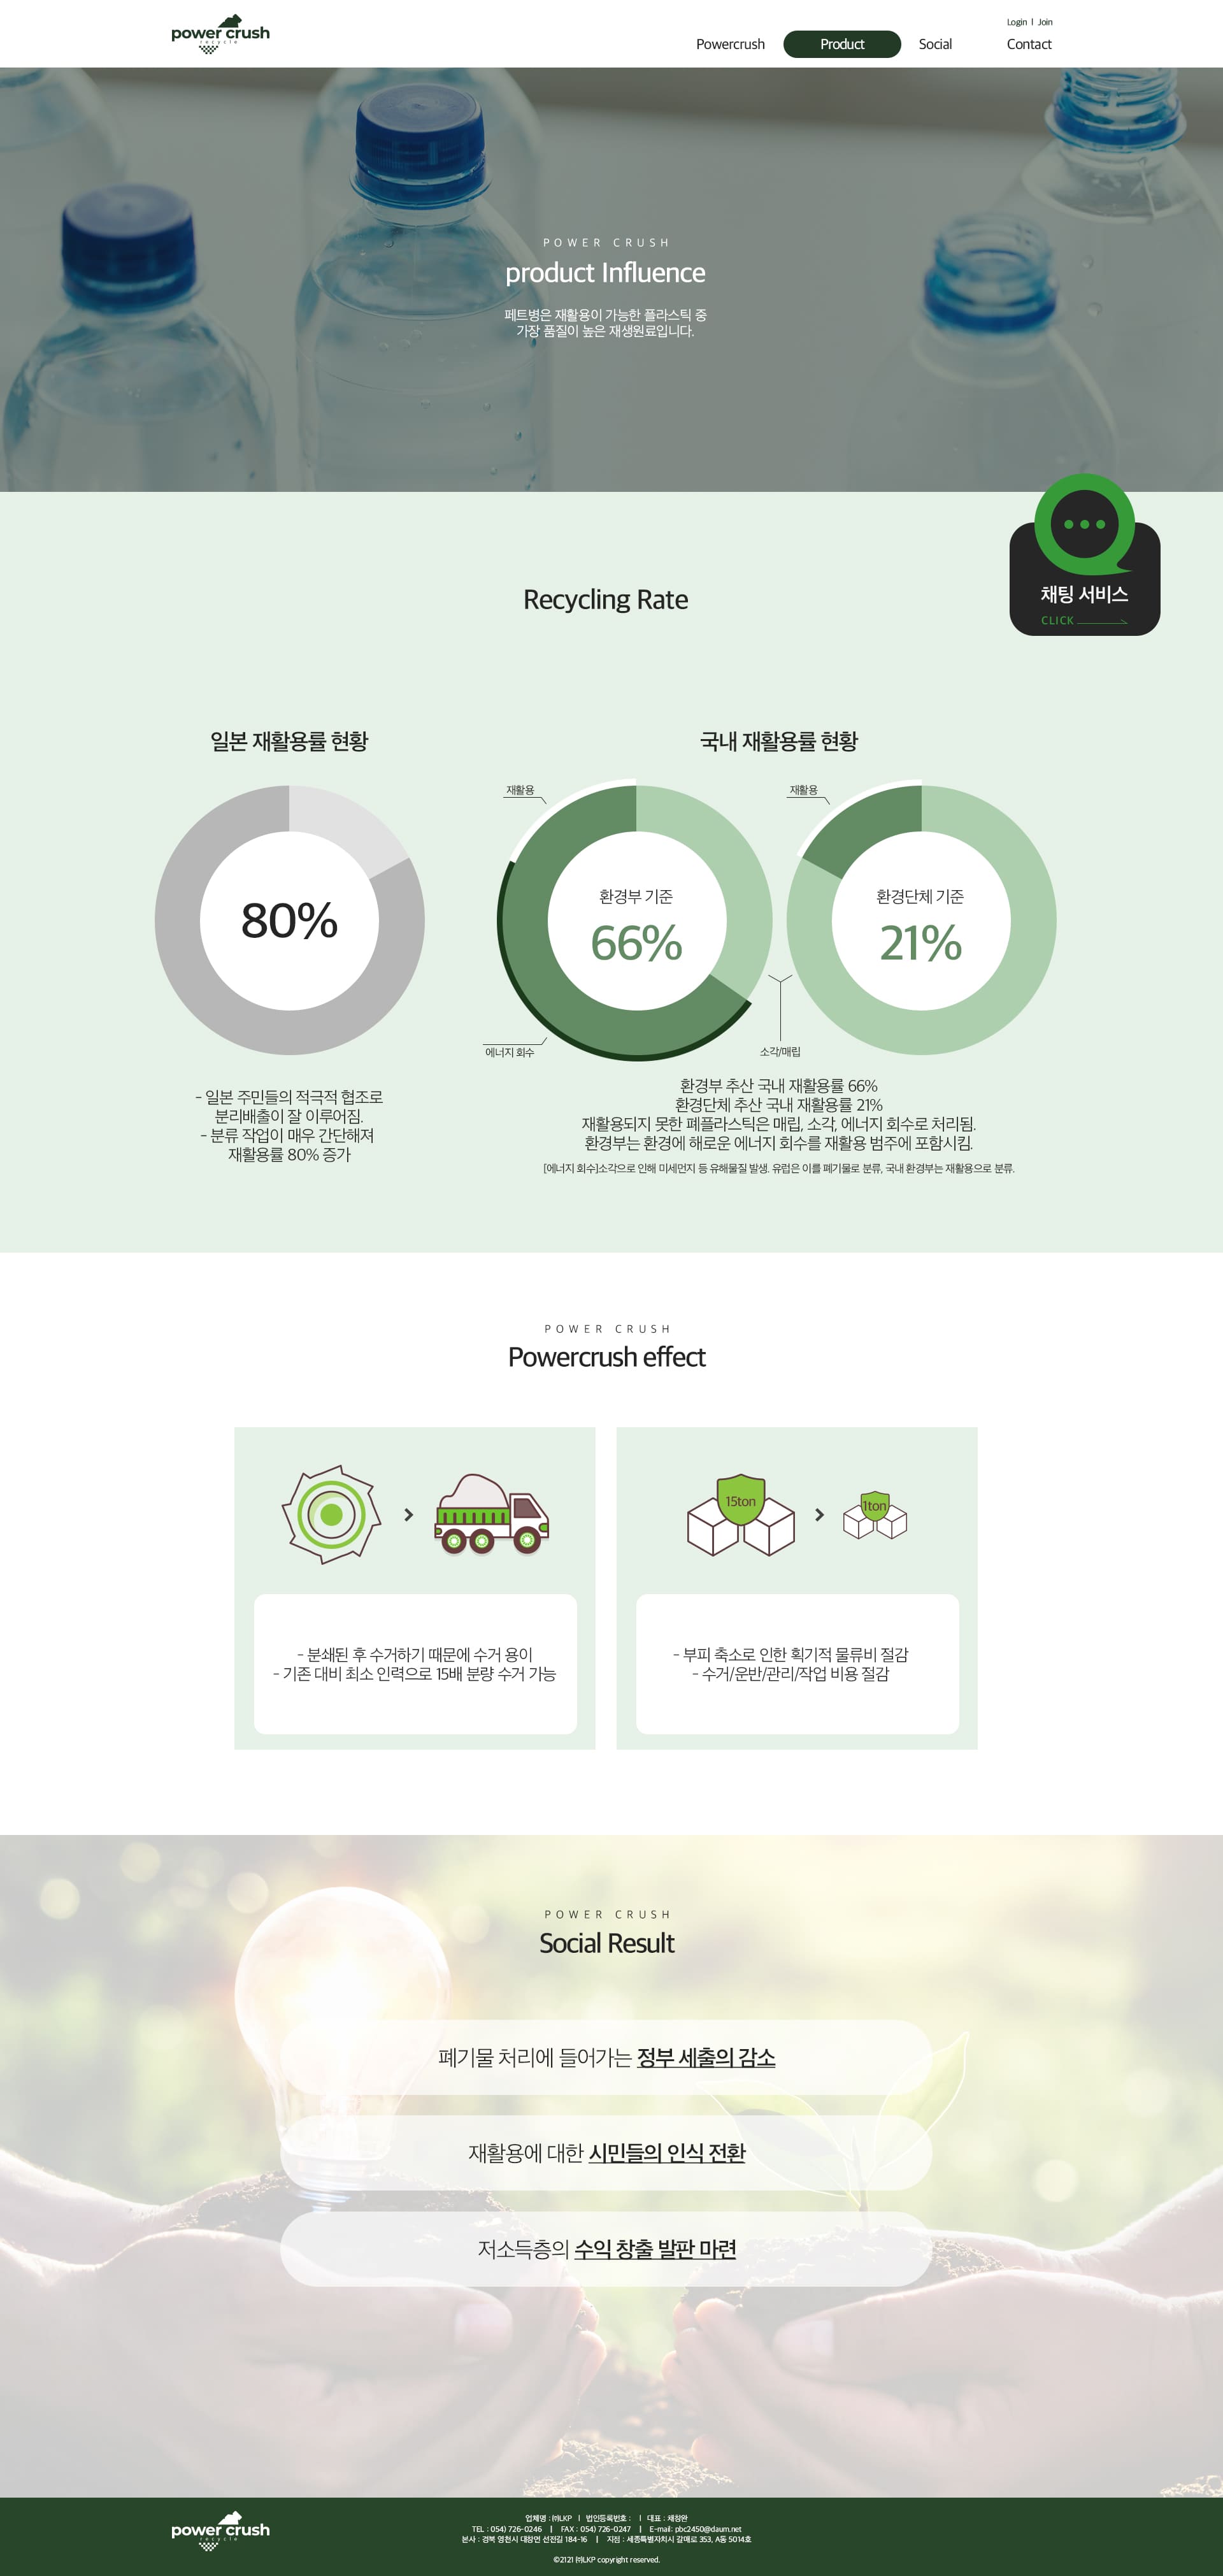 power crush
recycle
Login | Join
Powercrush Product Social Contact
POWER CRUSH
product Influence
페트병은 재활용이 가능한 플라스틱 중
가장 품질이 높은 재생원료입니다.
채팅 서비스
CLICK
Recycling Rate
일본 재활용률 현황
80%
- 일본 주민들의 적극적 협조로
분리배출이 잘 이루어짐.
- 분류 작업이 매우 간단해져
재활용률 80% 증가
국내 재활용률 현황
재활용
환경부 기준
66%
에너지 회수
재활용
환경단체 기준
21%
소각/매립
환경부 추산 국내 재활용률 66%
환경단체 추산 국내 재활용률 21%
재활용되지 못한 폐플라스틱은 매립, 소각, 에너지 회수로 처리됨.
환경부는 환경에 해로운 에너지 회수를 재활용 범주에 포함시킴.
[에너지 회수]소각으로 인해 미세먼지 등 유해물질 발생. 유럽은 이를 폐기물로 분류, 국내 환경부는 재활용으로 분류.
POWER CRUSH
Powercrush effect
- 분쇄된 후 수거하기 때문에 수거 용이
- 기존 대비 최소 인력으로 15배 분량 수거 가능
15ton
1ton
- 부피 축소로 인한 획기적 물류비 절감
- 수거/운반/관리/작업 비용 절감
POWER CRUSH
Social Result
폐기물 처리에 들어가는 정부 세출의 감소
재활용에 대한 시민들의 인식 전환
저소득층의 수익 창출 발판 마련
power crush
recycle
업체명 : ㈜LKP | 법인등록번호 : | 대표 : 채창완
TEL : 054) 726-0246 | FAX : 054) 726-0247 | E-mail: pbc2450@daum.net
본사 : 경북 영천시 대창면 선전길 184-16 | 지점 : 세종특별자치시 갈매로 353, A동 5014호
©2121 ㈜LKP copyright reserved.